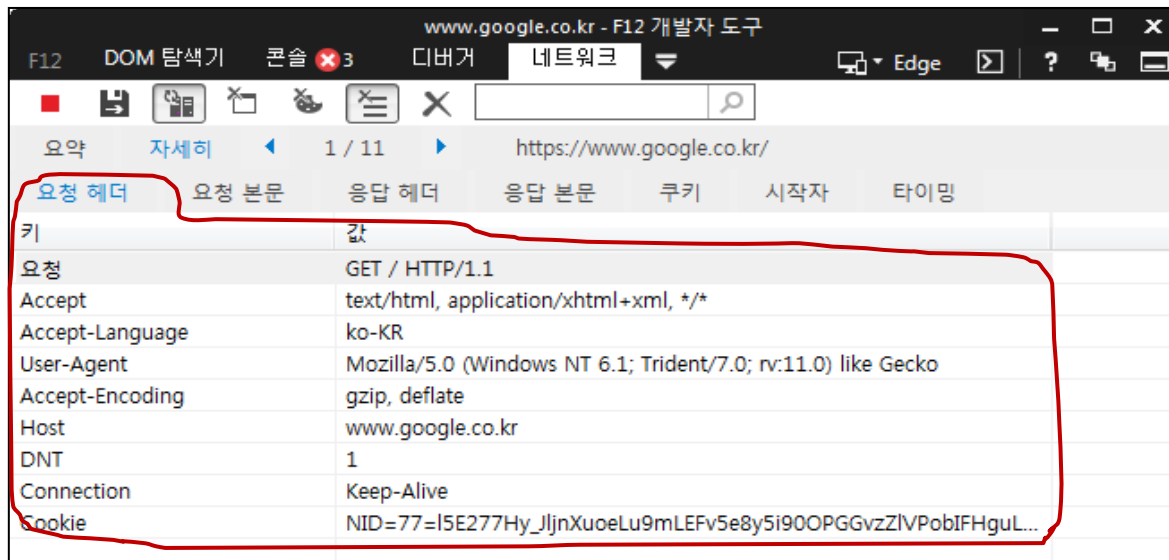 www.google.co.kr - F12 개발자 도구
F12 DOM 탐색기 콘솔 3 디버거 네트워크 Edge ?
요약 자세히 1 / 11 https://www.google.co.kr/
요청 헤더 요청 본문 응답 헤더 응답 본문 쿠키 시작자 타이밍
키 값
요청 GET / HTTP/1.1
Accept text/html, application/xhtml+xml, */*
Accept-Language ko-KR
User-Agent Mozilla/5.0 (Windows NT 6.1; Trident/7.0; rv:11.0) like Gecko
Accept-Encoding gzip, deflate
Host www.google.co.kr
DNT 1
Connection Keep-Alive
Cookie NID=77=l5E277Hy_JljnXuoeLu9mLEFv5e8y5i90OPGGvzZlVPobIFHguL...